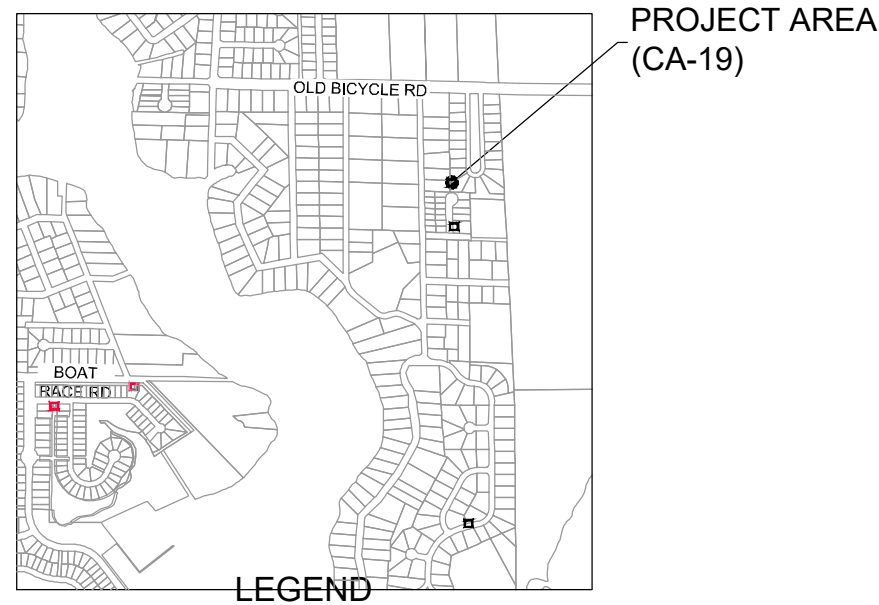 PROJECT AREA
(CA-19)
OLD BICYCLE RD
BOAT
RACE RD
LEGEND